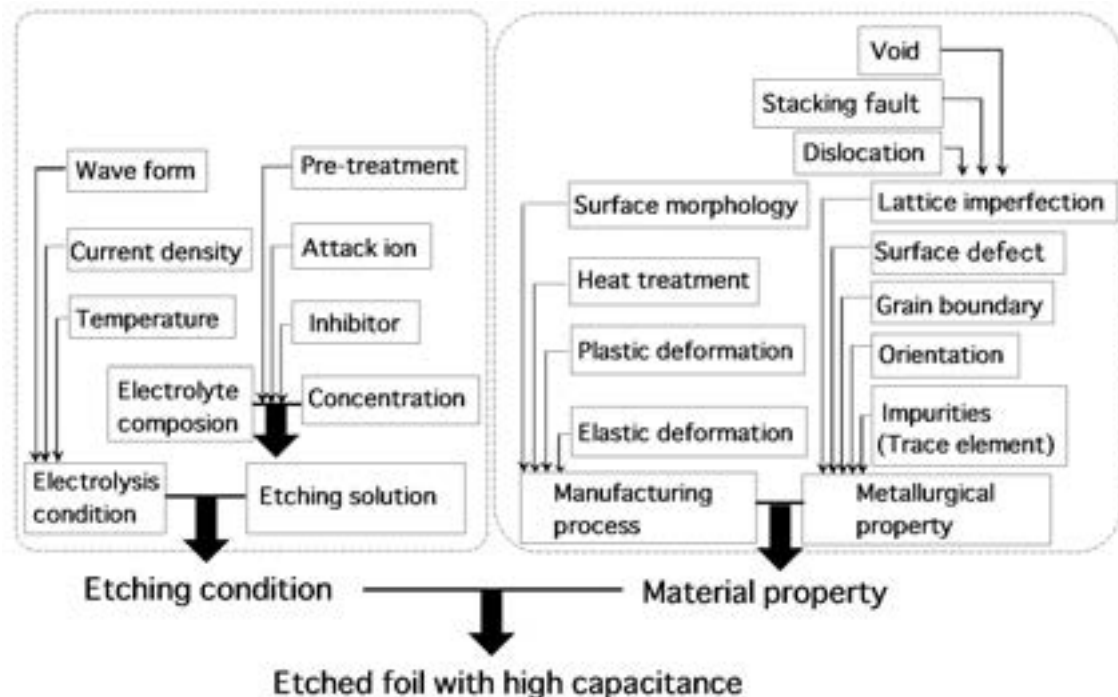 Void
Stacking fault
Dislocation
Wave form
Pre-treatment
Surface morphology
Lattice imperfection
Current density
Attack ion
Heat treatment
Surface defect
Temperature
Inhibitor
Grain boundary
Plastic deformation
Orientation
Electrolyte
composion
Concentration
Elastic deformation
Impurities
(Trace element)
Electrolysis
condition
Etching solution
Manufacturing
process
Metallurgical
property
Etching condition
Material property
Etched foil with high capacitance